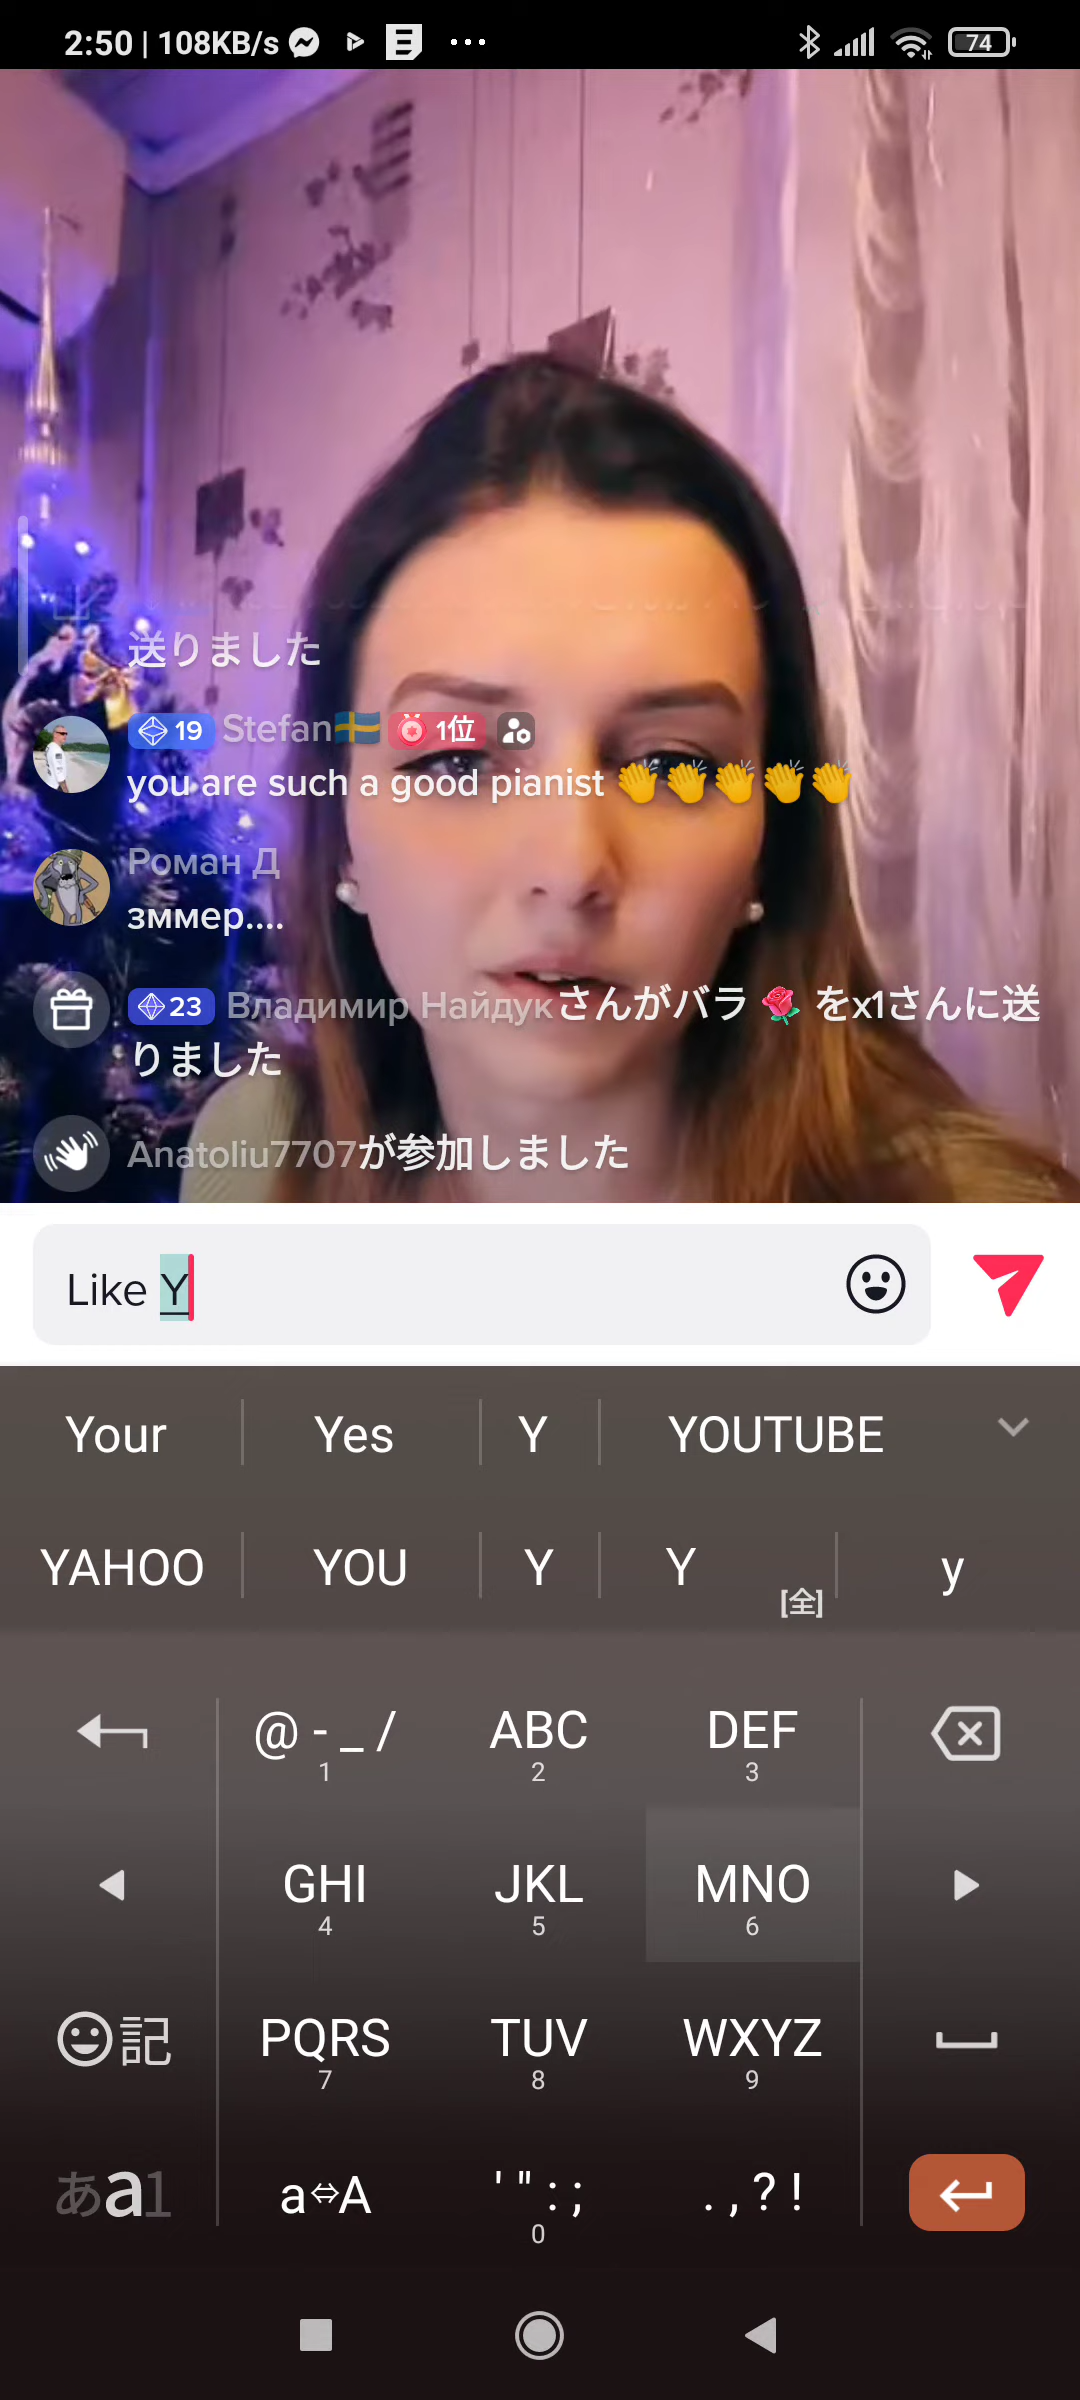 2:50 | 108KB/s
74
送りました
19 Stefan🇸🇪 1位
you are such a good pianist 👏👏👏👏👏
Роман Д
зммер....
23 Владимир Найдукさんがバラ 🌹 をx1さんに送
りました
Anatoliu7707が参加しました
Like Y
Your Yes Y YOUTUBE
YAHOO YOU Y Y [全] y
@ - _ / ABC DEF
1 2 3
GHI JKL MNO
4 5 6
記 PQRS TUV WXYZ
7 8 9
あa1 a⇔A ' " : ; . , ? !
0